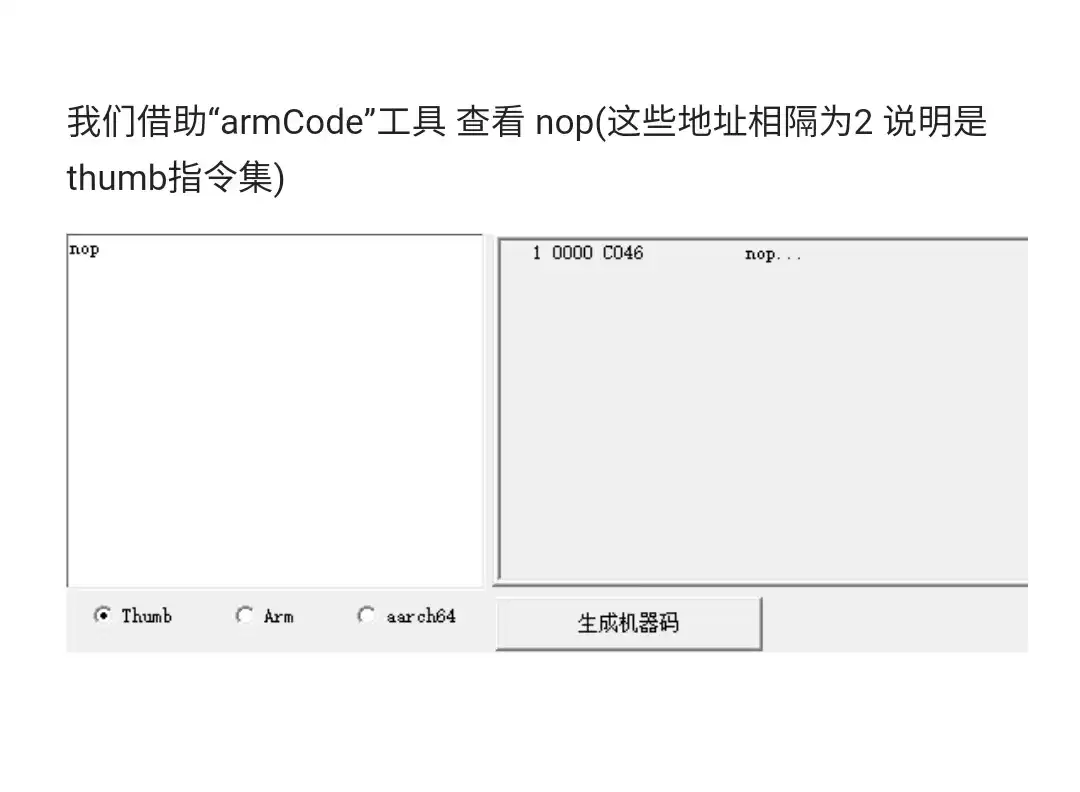 我们借助“armCode”工具 查看 nop(这些地址相隔为2 说明是
thumb指令集)
nop
1 0000 C046 nop...
Thumb Arm aarch64
生成机器码